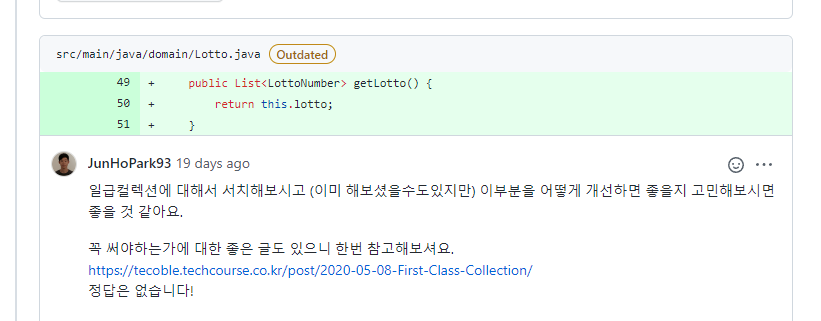 src/main/java/domain/Lotto.java Outdated
49 + public List<LottoNumber> getLotto() {
50 + return this.lotto;
51 + }
JunHoPark93 19 days ago
일급컬렉션에 대해서 서치해보시고 (이미 해보셨을수도있지만) 이부분을 어떻게 개선하면 좋을지 고민해보시면
좋을 것 같아요.
꼭 써야하는가에 대한 좋은 글도 있으니 한번 참고해보셔요.
https://tecoble.techcourse.co.kr/post/2020-05-08-First-Class-Collection/
정답은 없습니다!